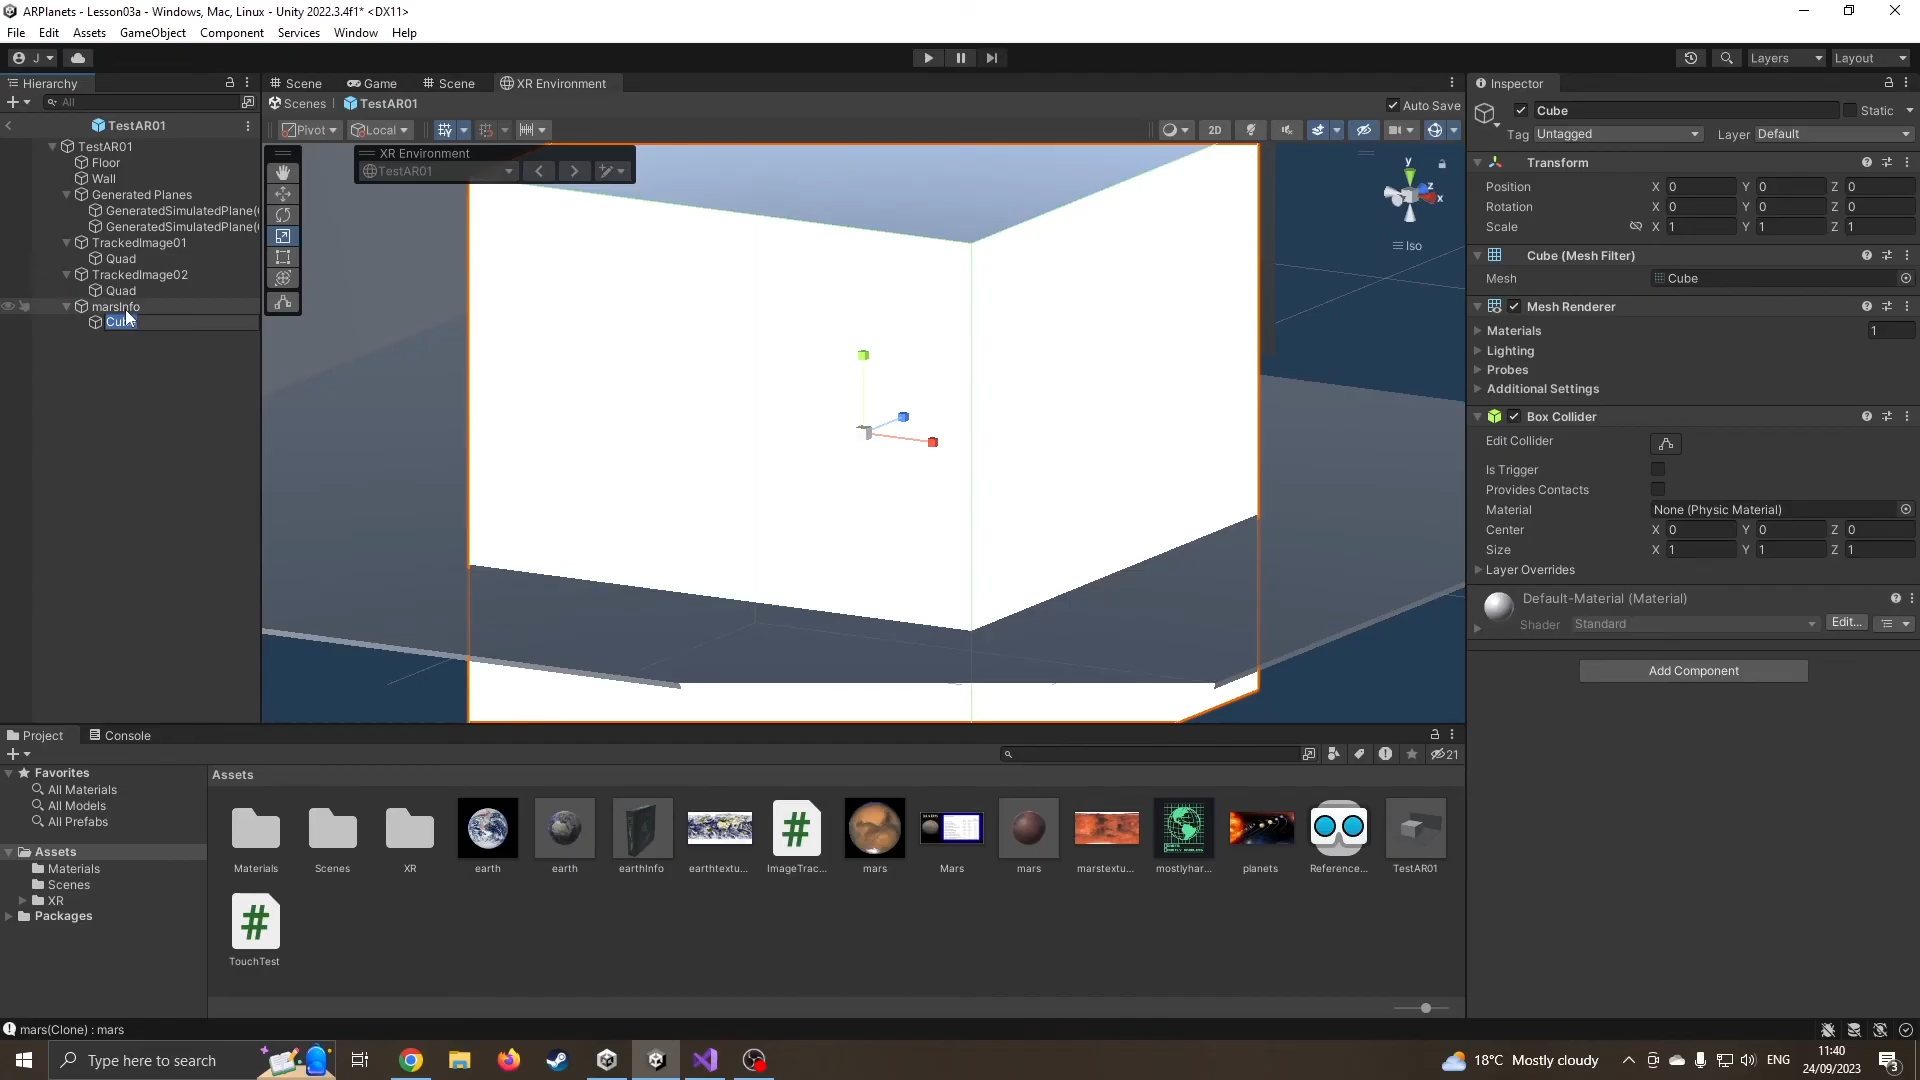 ARPlanets - Lesson03a - Windows, Mac, Linux - Unity 2022.3.4f1* <DX11>
File Edit Assets GameObject Component Services Window Help
J Layers Layout
Hierarchy Scene Game Scene XR Environment Inspector
All
Scenes TestAR01 Auto Save
TestAR01
Pivot Local 2D
XR Environment
TestAR01
TestAR01
Floor
Wall
Generated Planes
GeneratedSimulatedPlane(
GeneratedSimulatedPlane(
TrackedImage01
Quad
TrackedImage02
Quad
marsInfo
Cube
y
z
x
Iso
Cube Static
Tag Untagged Layer Default
Transform
Position X 0 Y 0 Z 0
Rotation X 0 Y 0 Z 0
Scale X 1 Y 1 Z 1
Cube (Mesh Filter)
Mesh Cube
Mesh Renderer
Materials 1
Lighting
Probes
Additional Settings
Box Collider
Edit Collider
Is Trigger
Provides Contacts
Material None (Physic Material)
Center X 0 Y 0 Z 0
Size X 1 Y 1 Z 1
Layer Overrides
Default-Material (Material)
Shader Standard Edit...
Add Component
Project Console
21
Favorites
All Materials
All Models
All Prefabs
Assets
Materials
Scenes
XR
Packages
Assets
Materials Scenes XR earth earth earthInfo earthtextu... ImageTrac... mars Mars mars marstextu... mostlyhar... planets Reference... TestAR01
TouchTest
mars(Clone) : mars
Type here to search
18°C Mostly cloudy ENG 11:40 24/09/2023 3